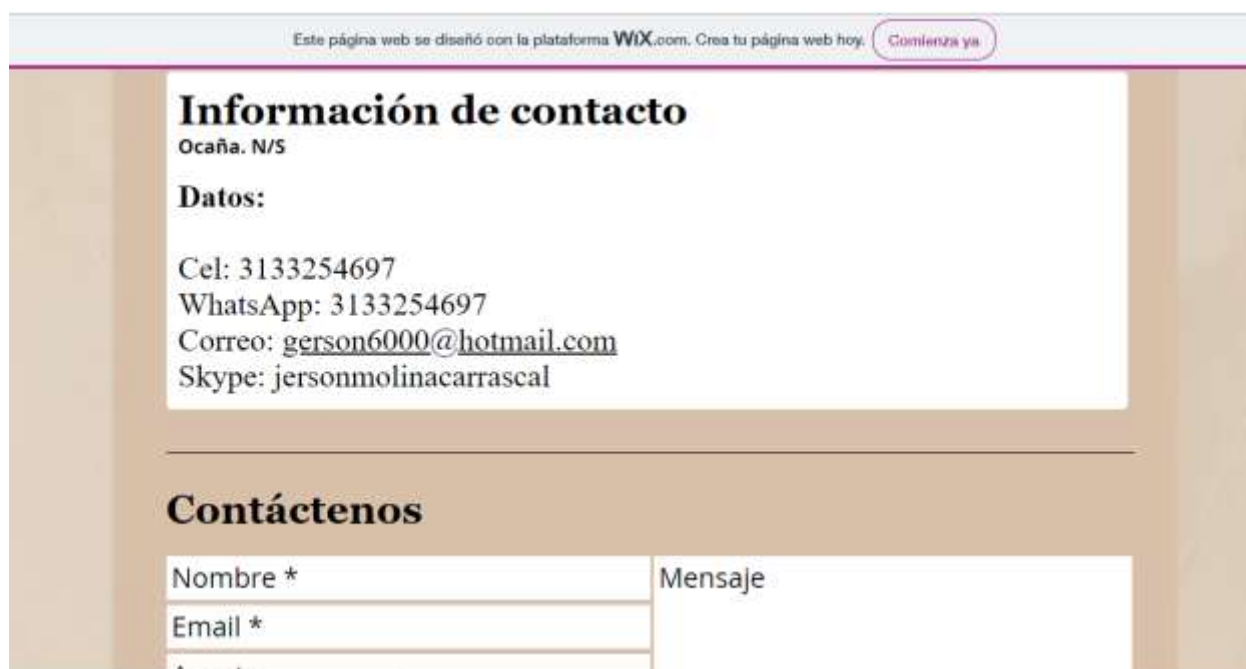 Este página web se diseñó con la plataforma WiX.com. Crea tu página web hoy. Comienza ya
Información de contacto
Ocaña. N/S
Datos:
Cel: 3133254697
WhatsApp: 3133254697
Correo: gerson6000@hotmail.com
Skype: jersonmolinacarrascal
Contáctenos
Nombre *
Mensaje
Email *